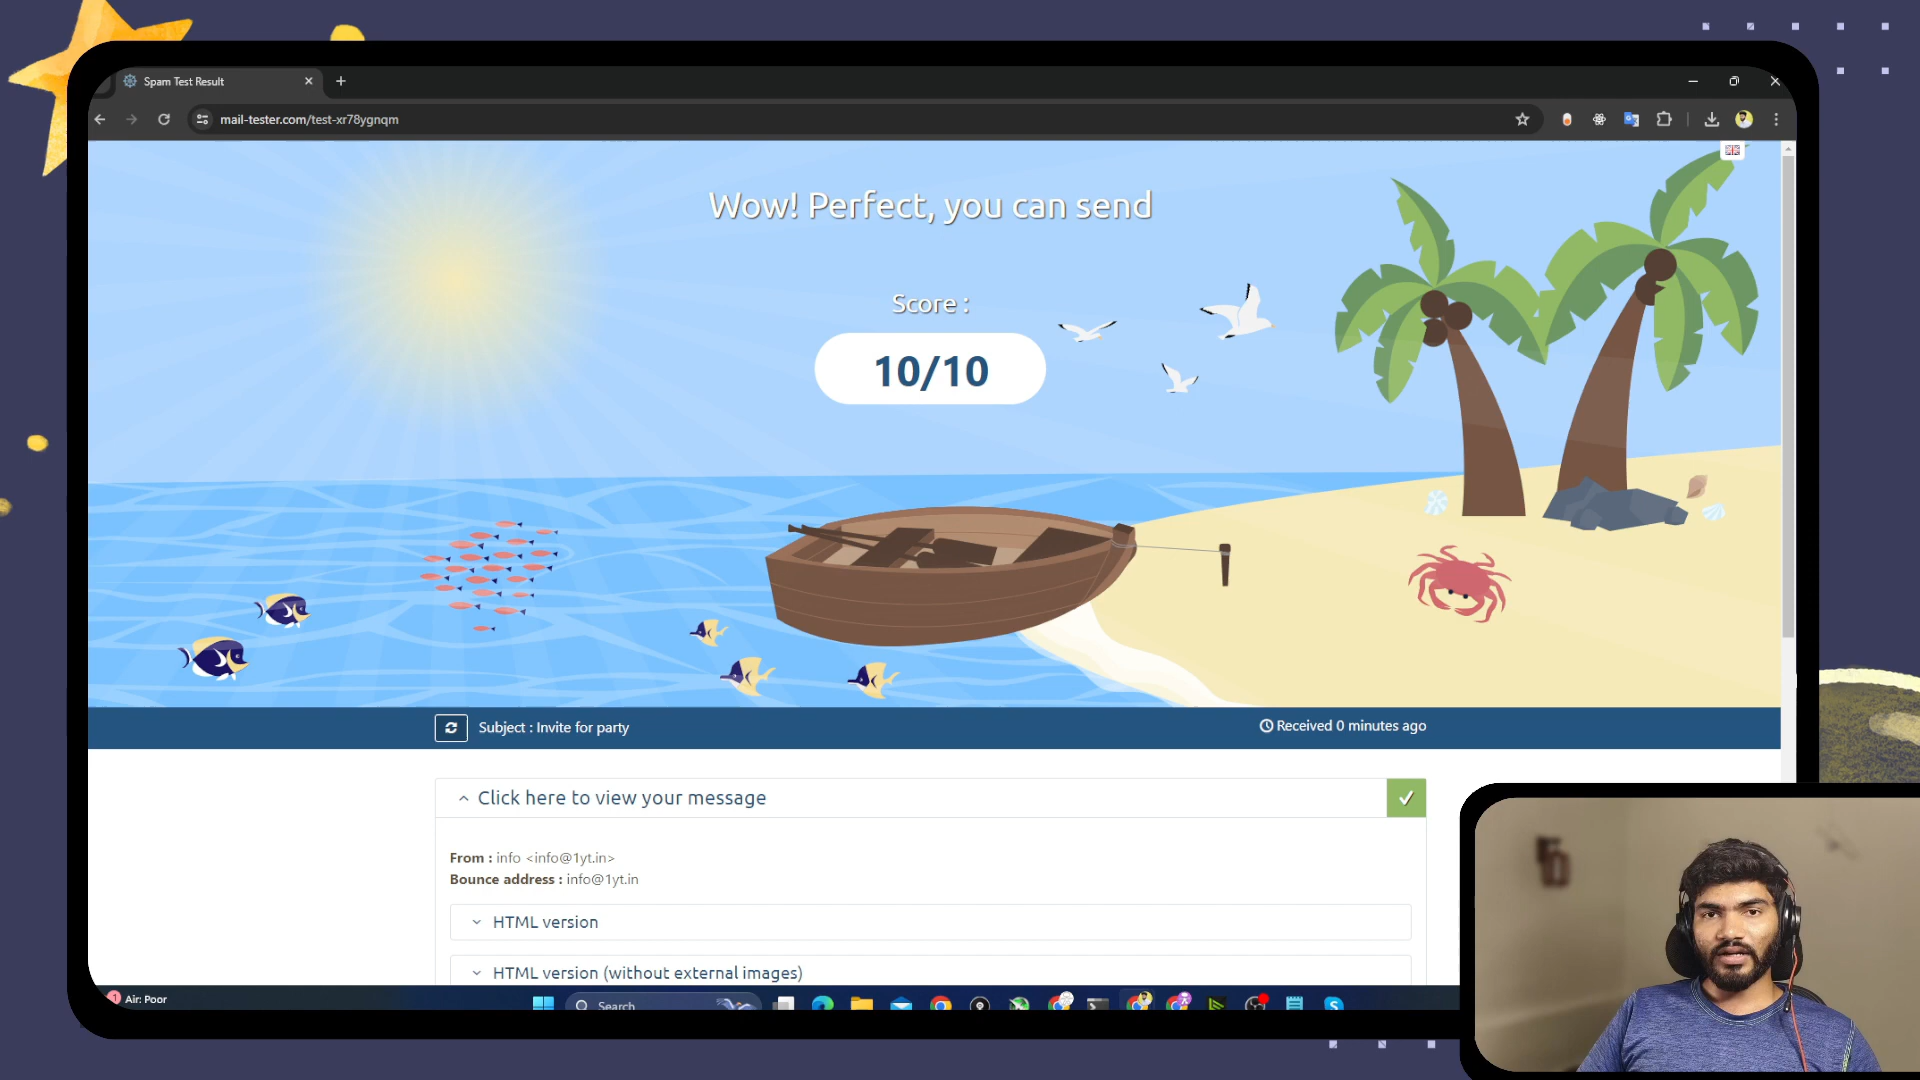 Spam Test Result
mail-tester.com/test-xr78ygnqm
Wow! Perfect, you can send
Score :
10/10
Subject : Invite for party
Received 0 minutes ago
Click here to view your message
From : info <info@1yt.in>
Bounce address : info@1yt.in
HTML version
HTML version (without external images)
1
Air: Poor
Search